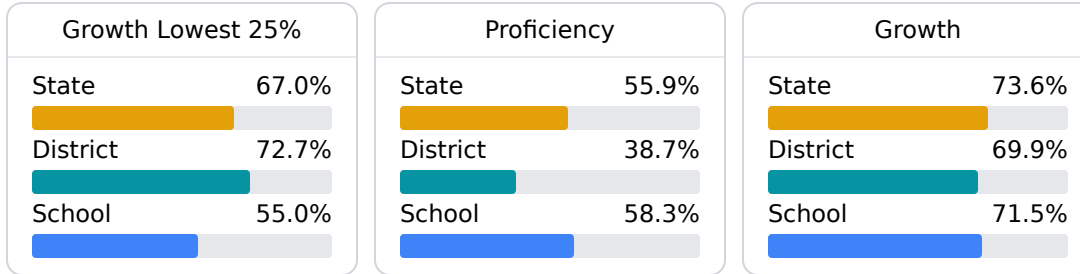 Growth Lowest 25%
State 67.0%
District 72.7%
School 55.0%
Proficiency
State 55.9%
District 38.7%
School 58.3%
Growth
State 73.6%
District 69.9%
School 71.5%